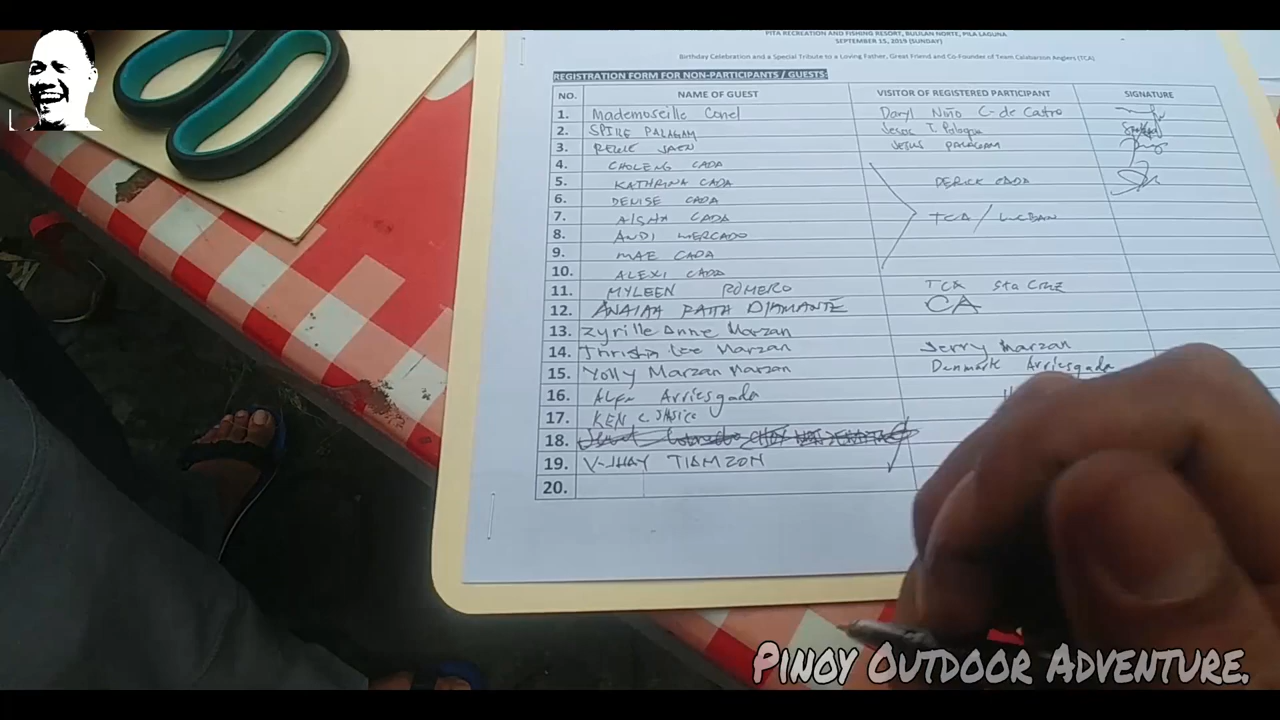 PITA RECREATION AND FISHING RESORT, BULILAN NORTE, PILA LAGUNA
SEPTEMBER 15, 2019 (SUNDAY)
Birthday Celebration and a Special Tribute to a Loving Father, Great Friend and Co-Founder of Team Calabarzon Anglers (TCA)
REGISTRATION FORM FOR NON-PARTICIPANTS / GUESTS:
NO. NAME OF GUEST VISITOR OF REGISTERED PARTICIPANT SIGNATURE
1. Mademoseille Canel Daryl Niño C. de Castro
2. SPIKE PALAGAM Jesus T. Palagam
3. JAEN JESUS PALAGAM
4. CHOLENG CADA
5. KATHRINA CADA DERICK CADA
6. DENISE CADA
7. AISHA CADA TCA / LUCBAN
8. ANDI MERCADO
9. MAE CADA
10. ALEXI CADA
11. MYLEEN ROMERO TCA Sta Cruz
12. ANAIAH FAITH DIAMANTE CA
13. Zyrille Anne Marzan
14. Lee Marzan Jerry Marzan
15. Yolly Marzan Marzan Denmark Arriesgada
16. Arriesgada
17. KEN C.
18.
19. V-JHAY TIAMZON
20.
PINOY OUTDOOR ADVENTURE.